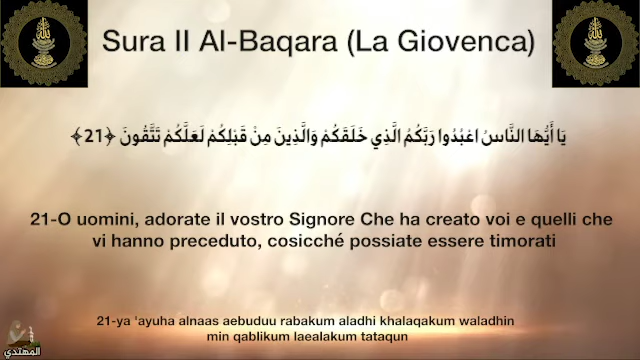 Sura II Al-Baqara (La Giovenca)
يَا أَيُّهَا النَّاسُ اعْبُدُوا رَبَّكُمُ الَّذِي خَلَقَكُمْ وَالَّذِينَ مِنْ قَبْلِكُمْ لَعَلَّكُمْ تَتَّقُونَ ﴿21﴾
21-O uomini, adorate il vostro Signore Che ha creato voi e quelli che
vi hanno preceduto, cosicché possiate essere timorati
21-ya 'ayuha alnaas aebuduu rabakum aladhi khalaqakum waladhin
min qablikum laealakum tataqun
المهتدي